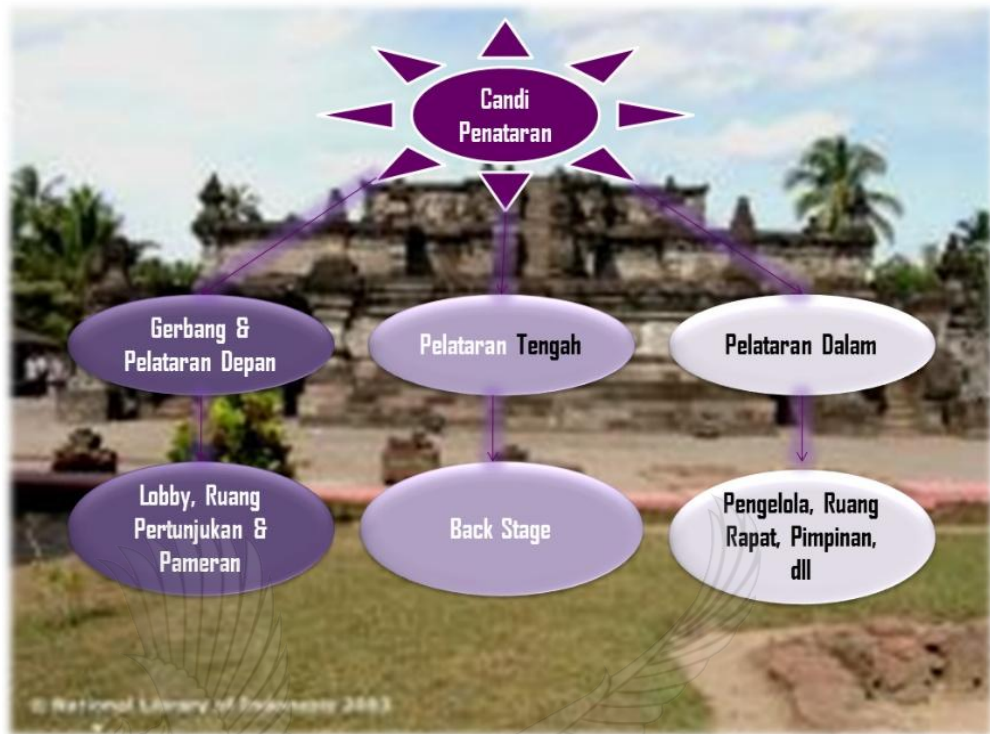 Candi
Penataran
Gerbang &
Pelataran Depan
Pelataran Tengah
Pelataran Dalam
Lobby, Ruang
Pertunjukan &
Pameran
Back Stage
Pengelola, Ruang
Rapat, Pimpinan,
dll
© National Library of Indonesia 2003